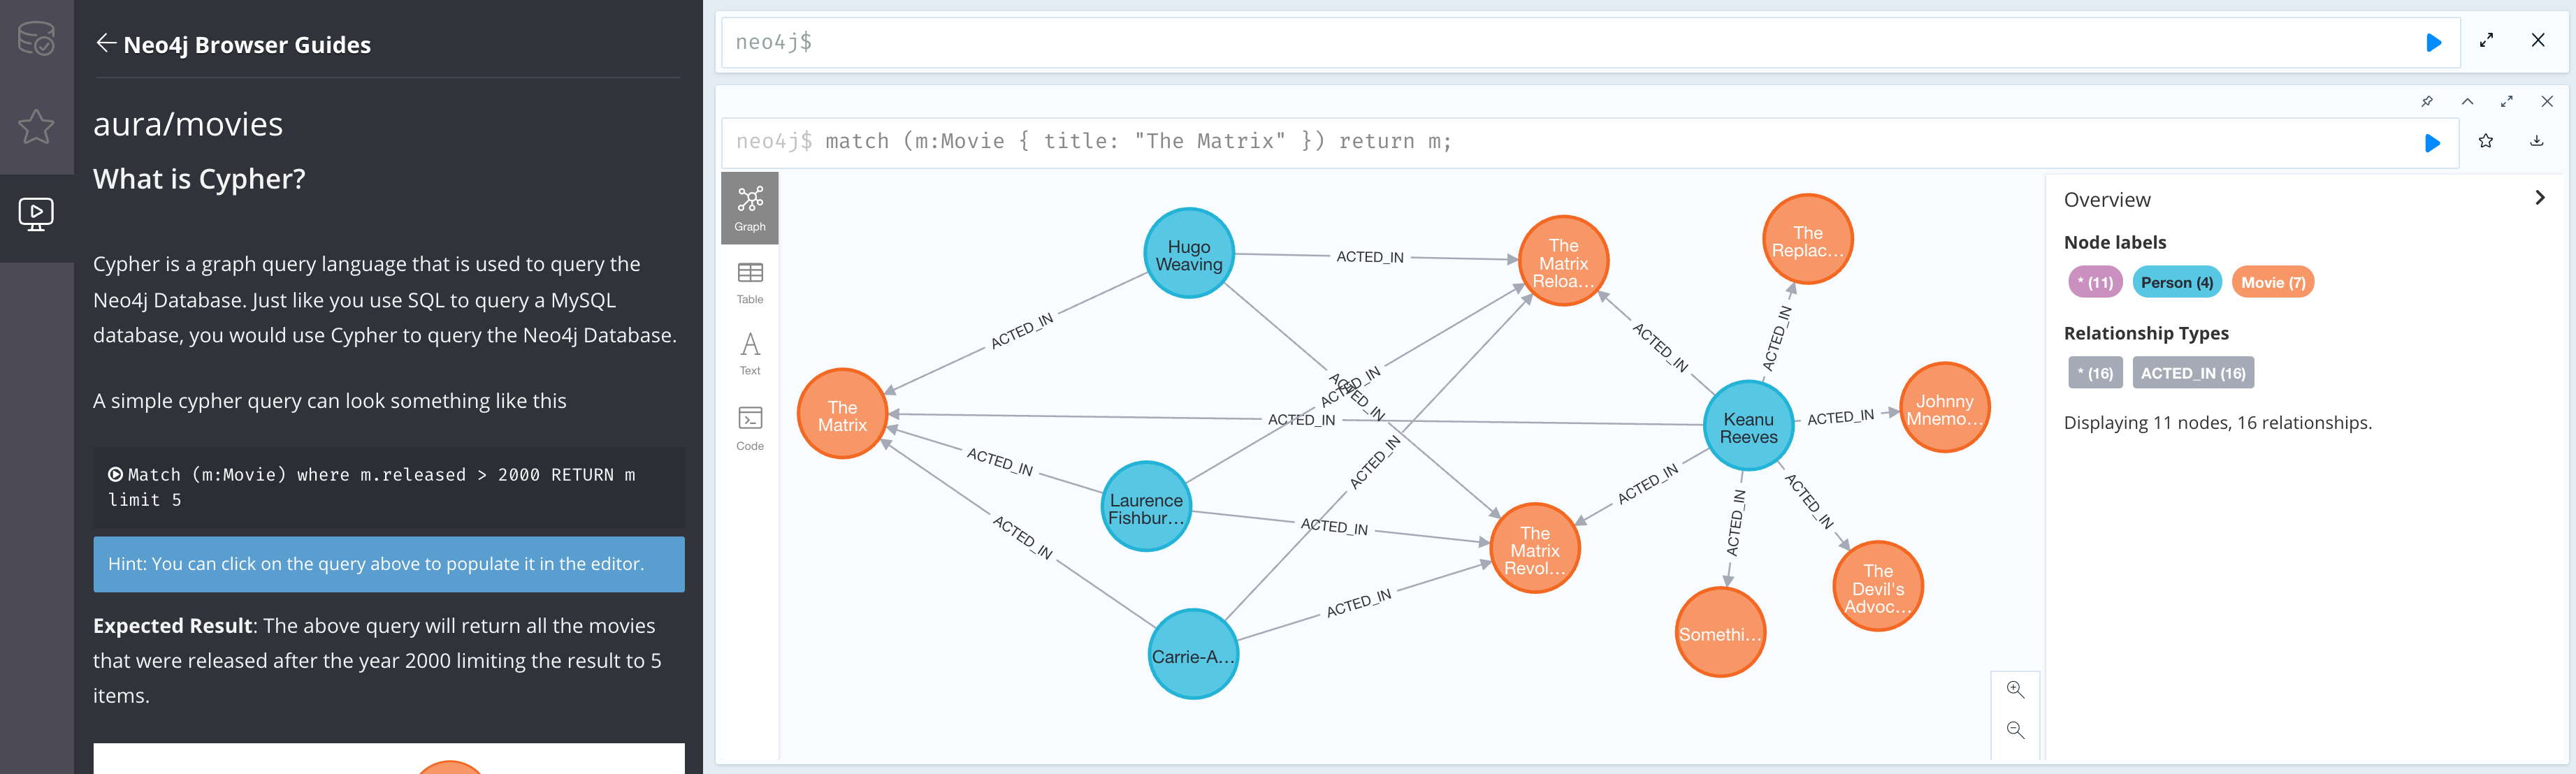 Neo4j Browser Guides
aura/movies
What is Cypher?
Cypher is a graph query language that is used to query the
Neo4j Database. Just like you use SQL to query a MySQL
database, you would use Cypher to query the Neo4j Database.
A simple cypher query can look something like this
Match (m:Movie) where m.released > 2000 RETURN m
limit 5
Hint: You can click on the query above to populate it in the editor.
Expected Result: The above query will return all the movies
that were released after the year 2000 limiting the result to 5
items.
neo4j$
neo4j$ match (m:Movie { title: "The Matrix" }) return m;
Graph
Table
Text
Code
Hugo
Weaving
ACTED_IN
The
Matrix
Reloa...
The
Replac...
ACTED_IN
ACTED_IN
ACTED_IN
ACTED_IN
ACTED_IN
The
Matrix
ACTED_IN
Keanu
Reeves
ACTED_IN
Johnny
Mnemo...
ACTED_IN
ACTED_IN
Laurence
Fishbur...
ACTED_IN
ACTED_IN
ACTED_IN
ACTED_IN
ACTED_IN
The
Matrix
Revol...
ACTED_IN
The
Devil's
Advoc...
Somethi...
ACTED_IN
Carrie-A...
Overview
Node labels
* (11)
Person (4)
Movie (7)
Relationship Types
* (16)
ACTED_IN (16)
Displaying 11 nodes, 16 relationships.